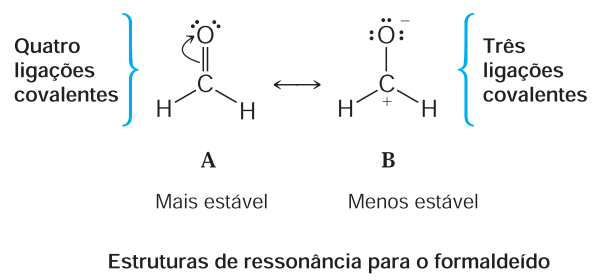 Quatro
ligações
covalentes
O
C
H H
A
Mais estável
O −
C
+
H H
B
Menos estável
Três
ligações
covalentes
Estruturas de ressonância para o formaldeído